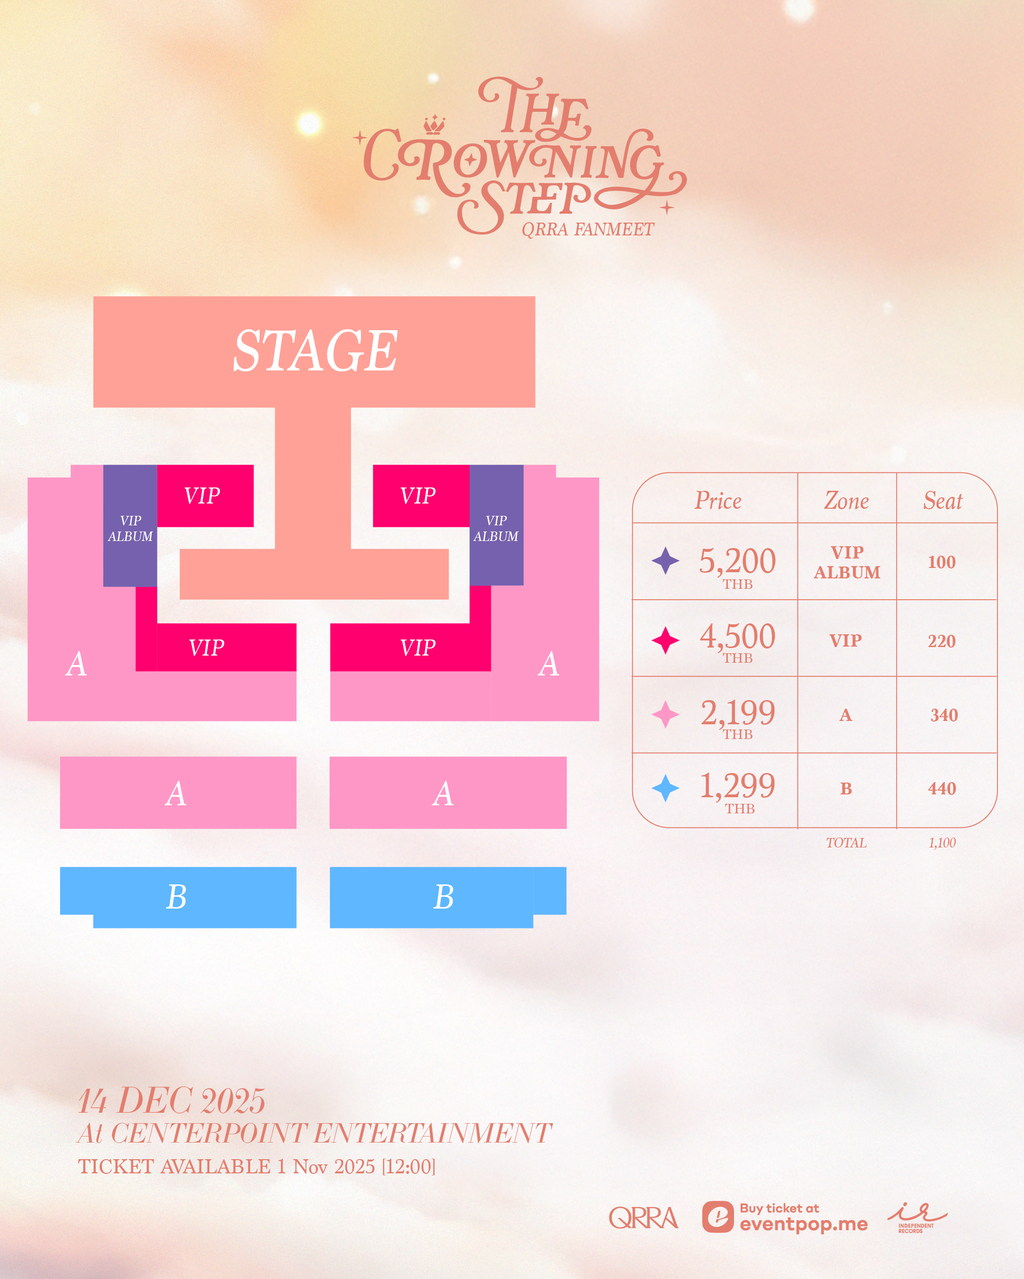 THE
CROWNING
STEP
QRRA FANMEET
STAGE
VIP
VIP
VIP
ALBUM
VIP
ALBUM
VIP
VIP
A
A
A
A
B
B
Price Zone Seat
5,200 THB VIP ALBUM 100
4,500 THB VIP 220
2,199 THB A 340
1,299 THB B 440
TOTAL 1,100
14 DEC 2025
At CENTERPOINT ENTERTAINMENT
TICKET AVAILABLE 1 Nov 2025 |12:00|
QRRA
Buy ticket at
eventpop.me
ir
INDEPENDENT
RECORDS